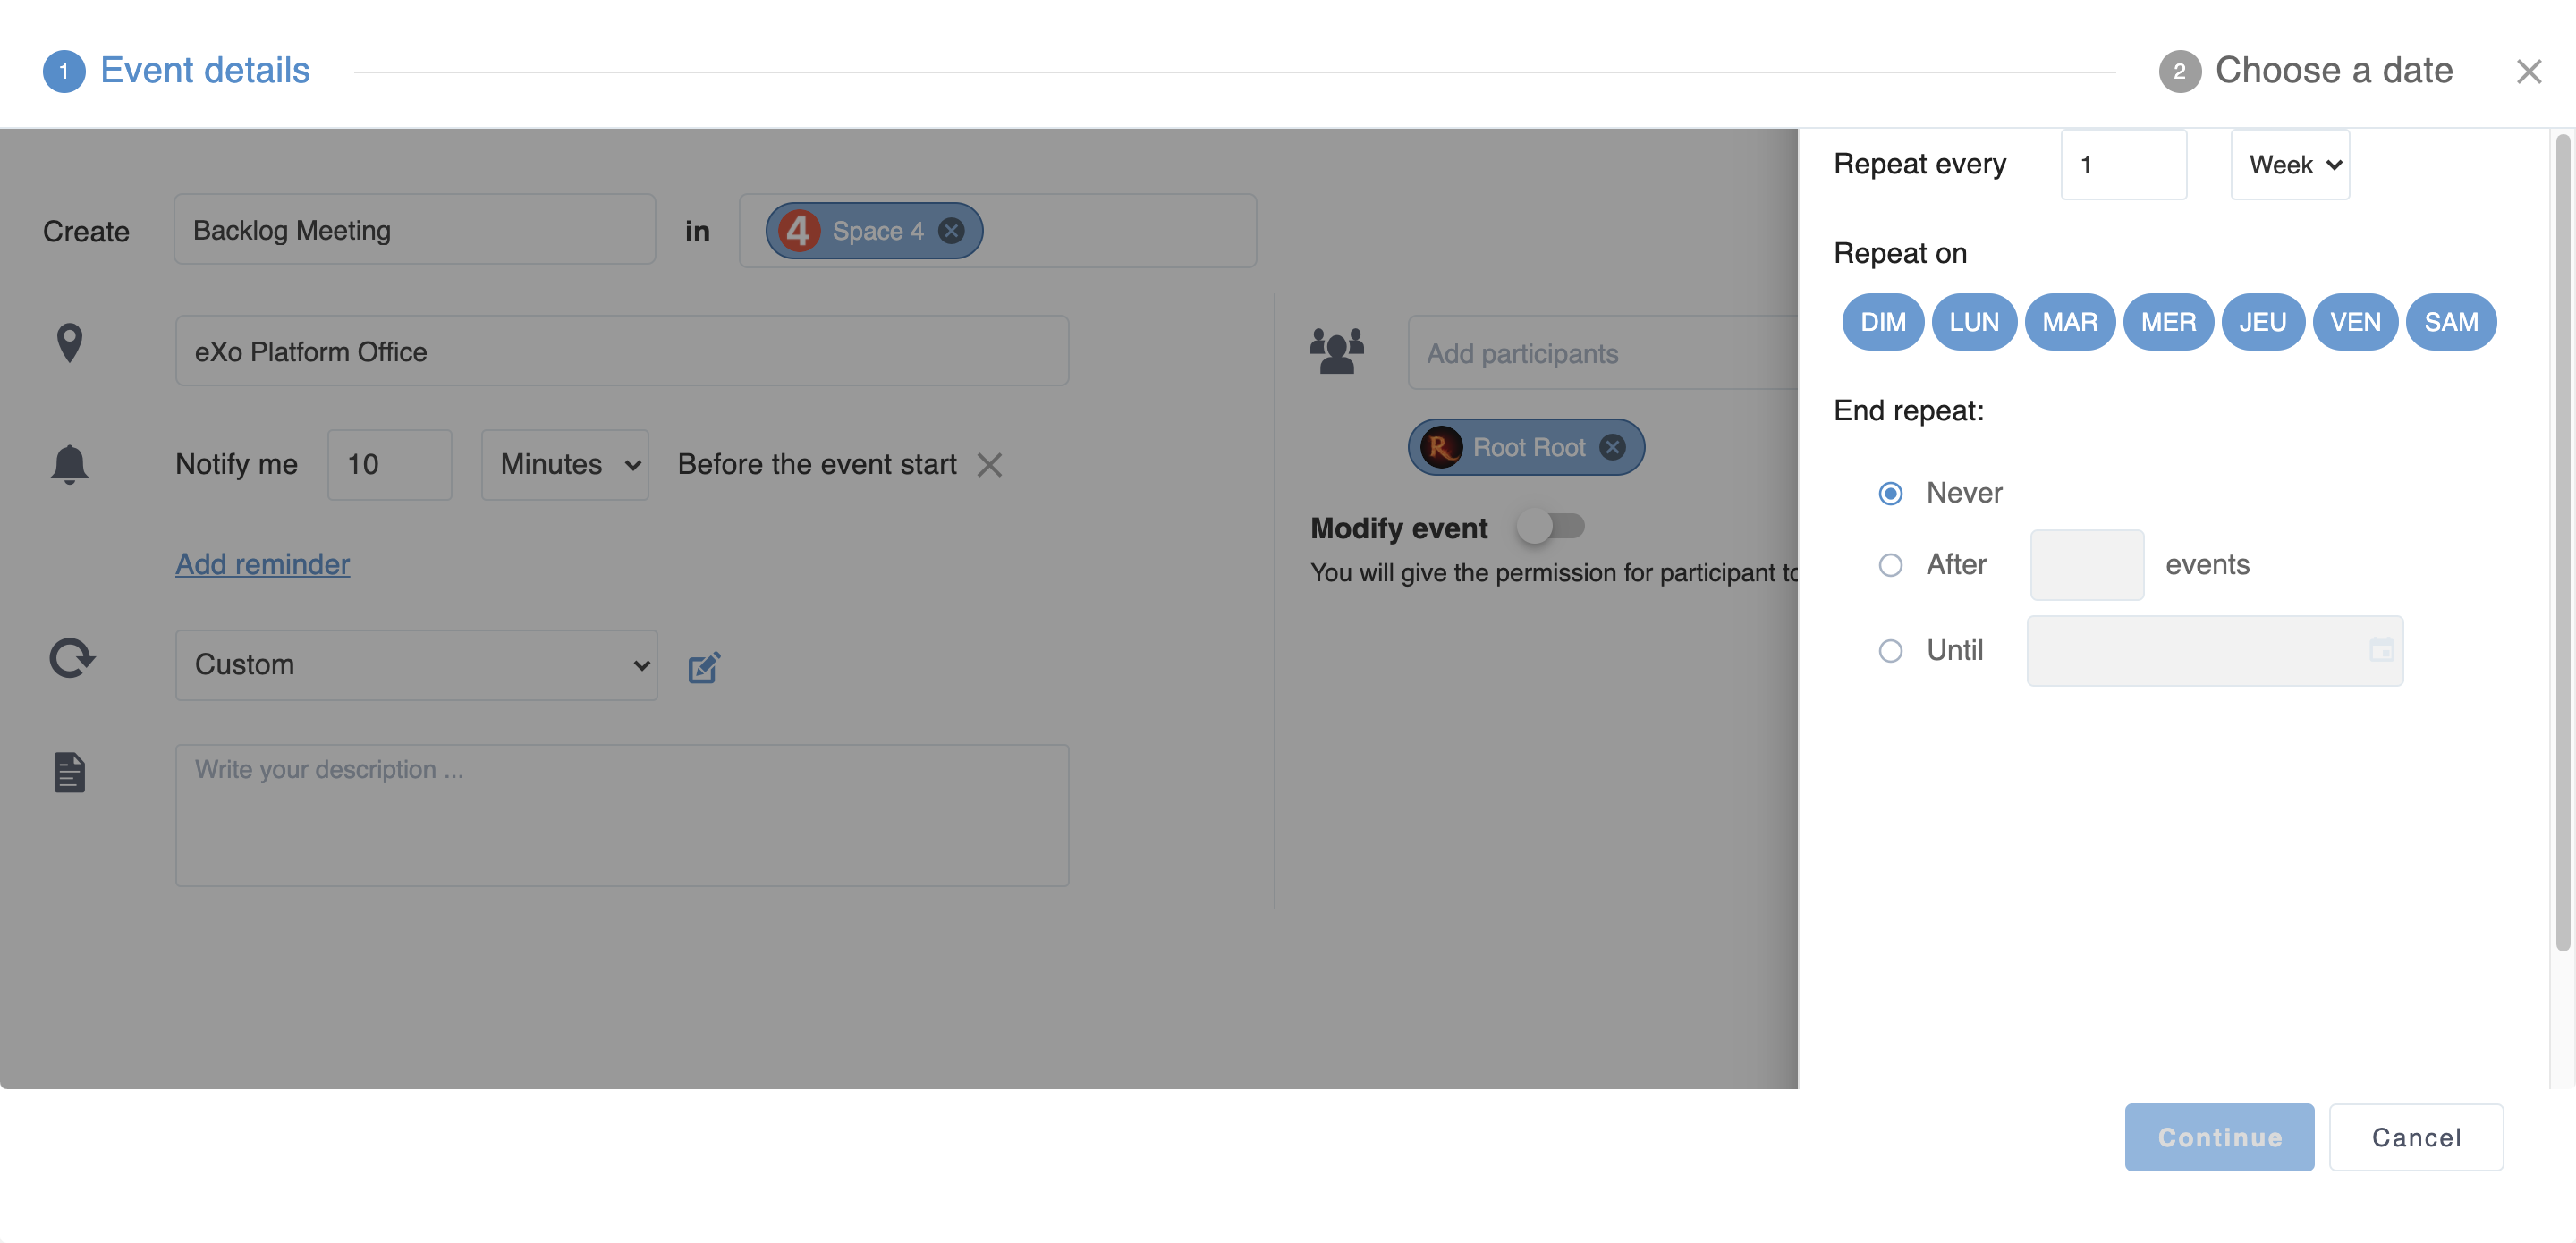 1 Event details
2 Choose a date
Create Backlog Meeting in 4 Space 4
eXo Platform Office
Notify me 10 Minutes Before the event start
Add reminder
Custom
Write your description ...
Add participants
R Root Root
Modify event
You will give the permission for participant to
Repeat every 1 Week
Repeat on
DIM LUN MAR MER JEU VEN SAM
End repeat:
Never
After events
Until
Continue Cancel